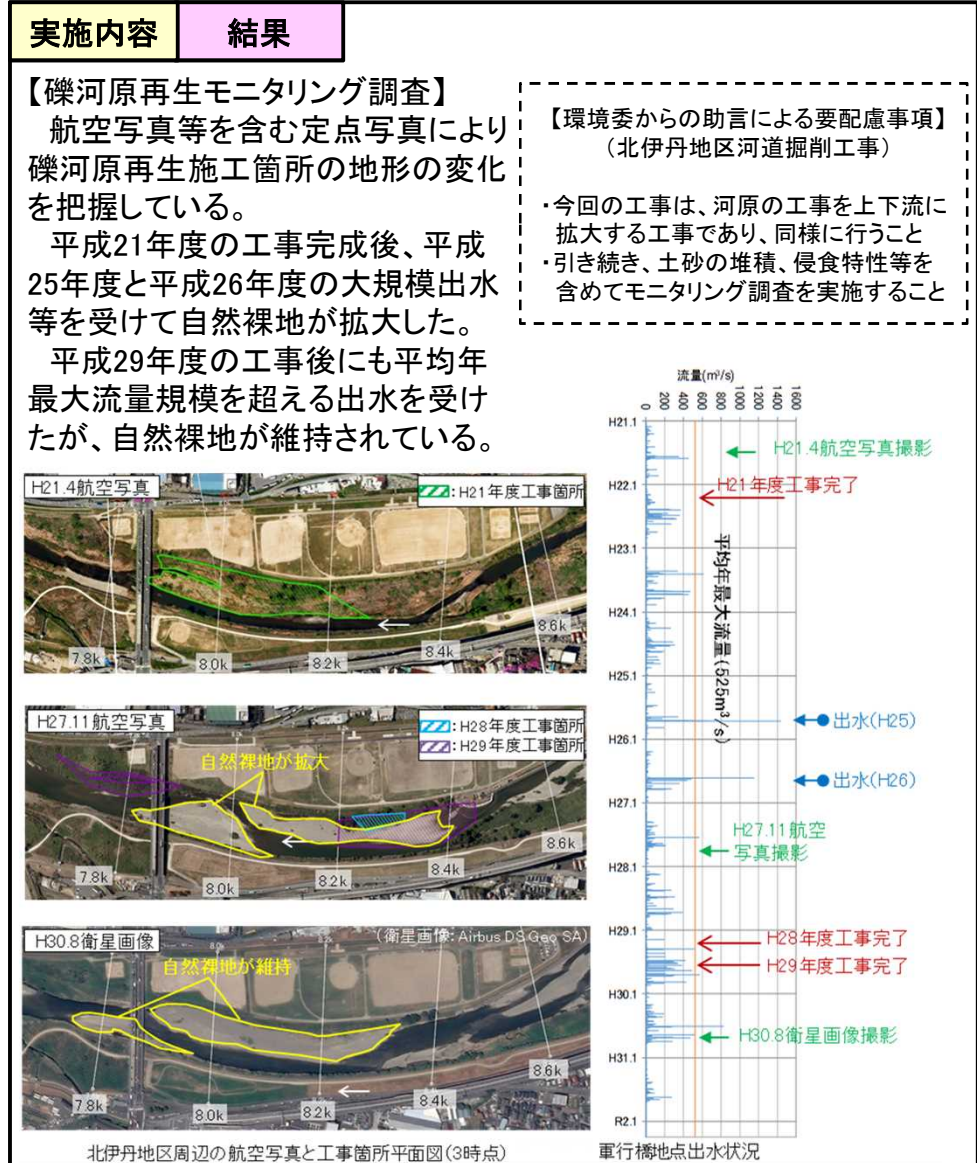 実施内容
結果
【礫河原再生モニタリング調査】
航空写真等を含む定点写真により
礫河原再生施工箇所の地形の変化
を把握している。
平成21年度の工事完成後、平成
25年度と平成26年度の大規模出水
等を受けて自然裸地が拡大した。
平成29年度の工事後にも平均年
最大流量規模を超える出水を受け
たが、自然裸地が維持されている。
【環境委からの助言による要配慮事項】
（北伊丹地区河道掘削工事）
・今回の工事は、河原の工事を上下流に
拡大する工事であり、同様に行うこと
・引き続き、土砂の堆積、侵食特性等を
含めてモニタリング調査を実施すること
H21.4航空写真
：H21年度工事箇所
7.8k
8.0k
8.2k
8.4k
8.6k
H27.11航空写真
：H28年度工事箇所
：H29年度工事箇所
自然裸地が拡大
7.8k
8.0k
8.2k
8.4k
8.6k
H30.8衛星画像
（衛星画像：Airbus DS Geo SA）
自然裸地が維持
7.8k
8.0k
8.2k
8.4k
8.6k
北伊丹地区周辺の航空写真と工事箇所平面図（3時点）
流量(m³/s)
0
200
400
600
800
1000
1200
1400
1600
H21.1
H22.1
H23.1
H24.1
H25.1
H26.1
H27.1
H28.1
H29.1
H30.1
H31.1
R2.1
平均年最大流量（525m³/s）
H21.4航空写真撮影
H21年度工事完了
出水(H25)
出水(H26)
H27.11航空
写真撮影
H28年度工事完了
H29年度工事完了
H30.8衛星画像撮影
軍行橋地点出水状況